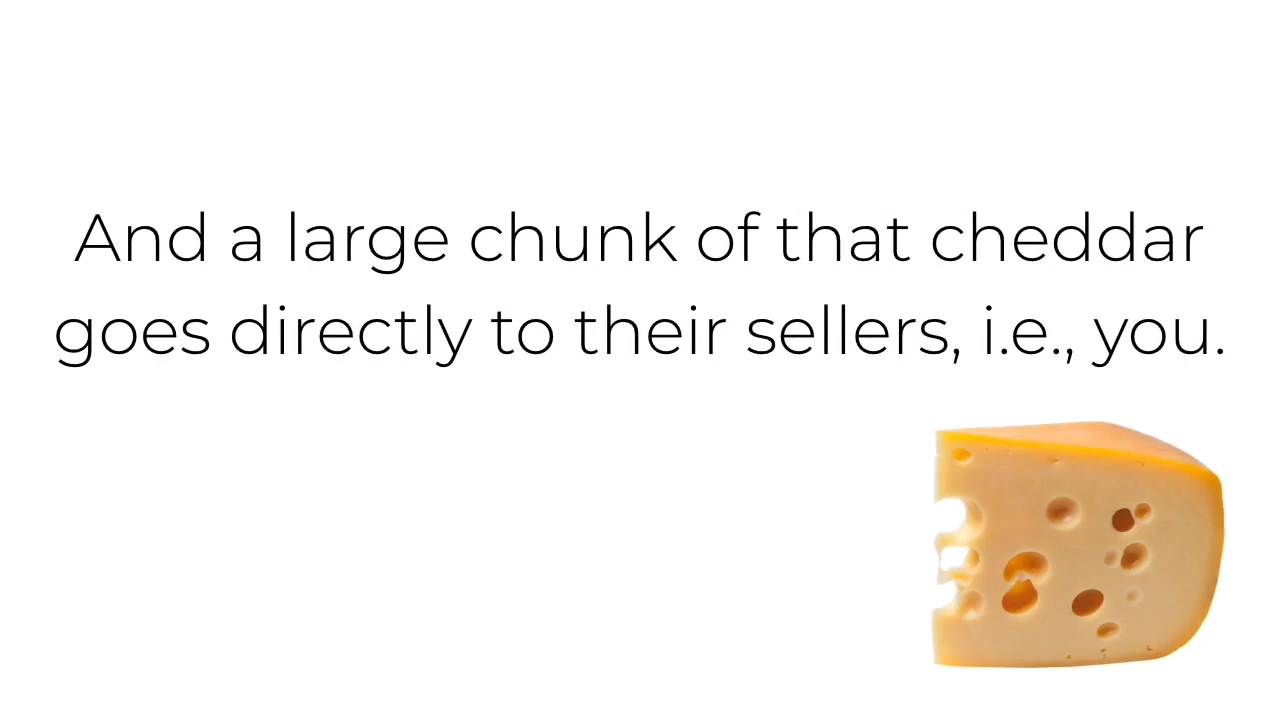 And a large chunk of that cheddar
goes directly to their sellers, i.e., you.